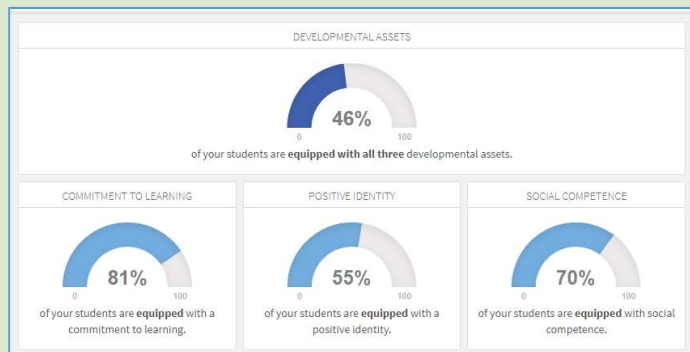 DEVELOPMENTAL ASSETS
46%
0 100
of your students are equipped with all three developmental assets.
COMMITMENT TO LEARNING
81%
0 100
of your students are equipped with a
commitment to learning.
POSITIVE IDENTITY
55%
0 100
of your students are equipped with a
positive identity.
SOCIAL COMPETENCE
70%
0 100
of your students are equipped with social
competence.